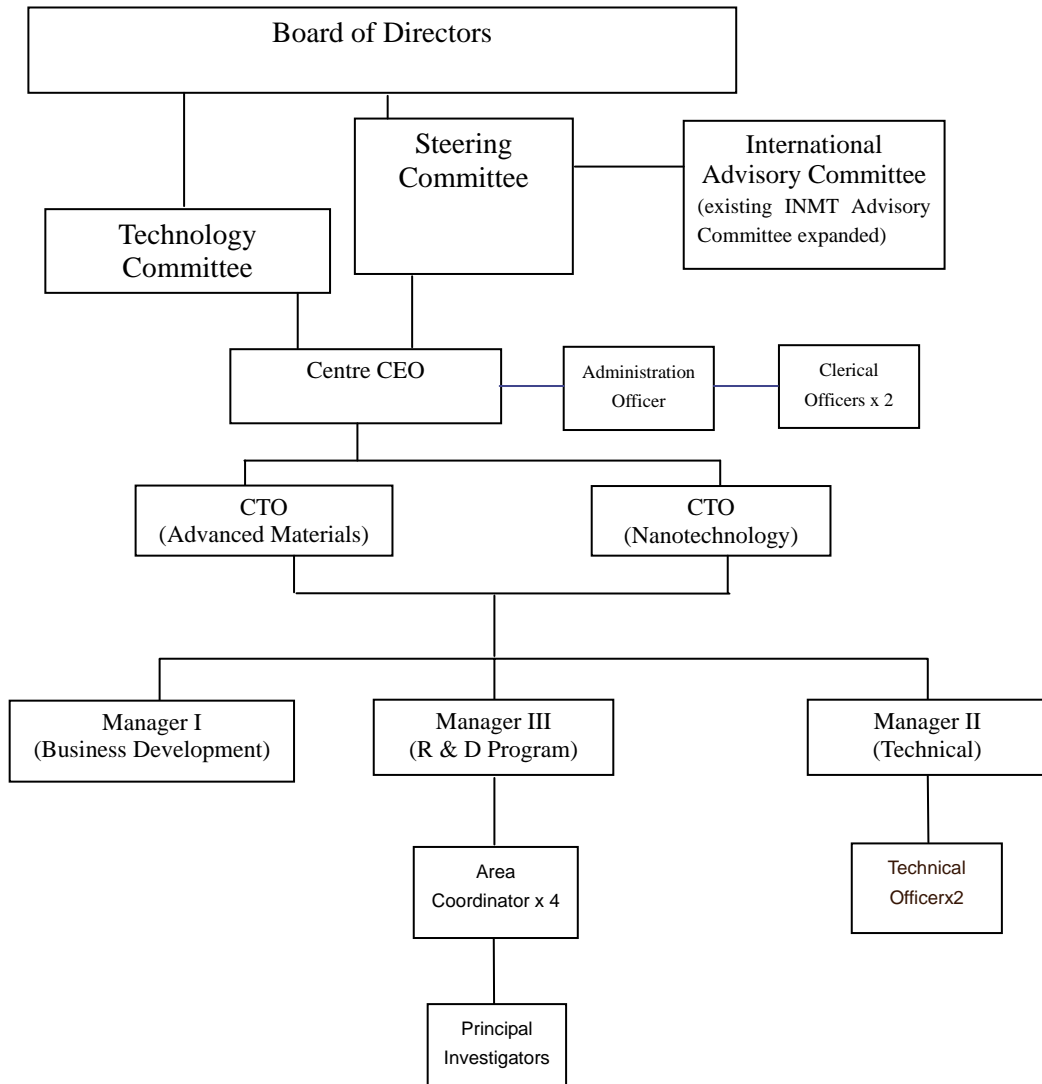 Board of Directors
Steering
Committee
International
Advisory Committee
(existing INMT Advisory
Committee expanded)
Technology
Committee
Centre CEO
Administration
Officer
Clerical
Officers x 2
CTO
(Advanced Materials)
CTO
(Nanotechnology)
Manager I
(Business Development)
Manager III
(R & D Program)
Manager II
(Technical)
Area
Coordinator x 4
Technical
Officerx2
Principal
Investigators